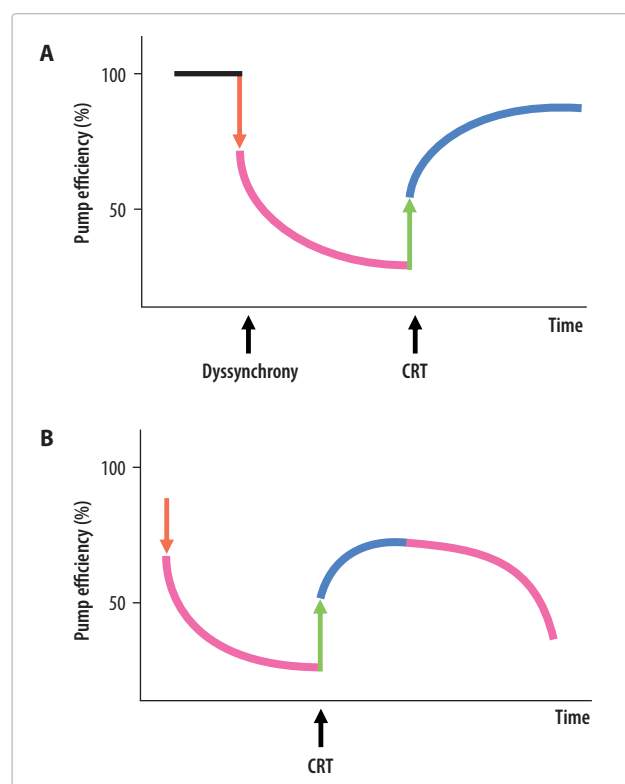 A
100
50
Pump efficiency (%)
Time
Dyssynchrony
CRT
B
100
50
Pump efficiency (%)
Time
CRT